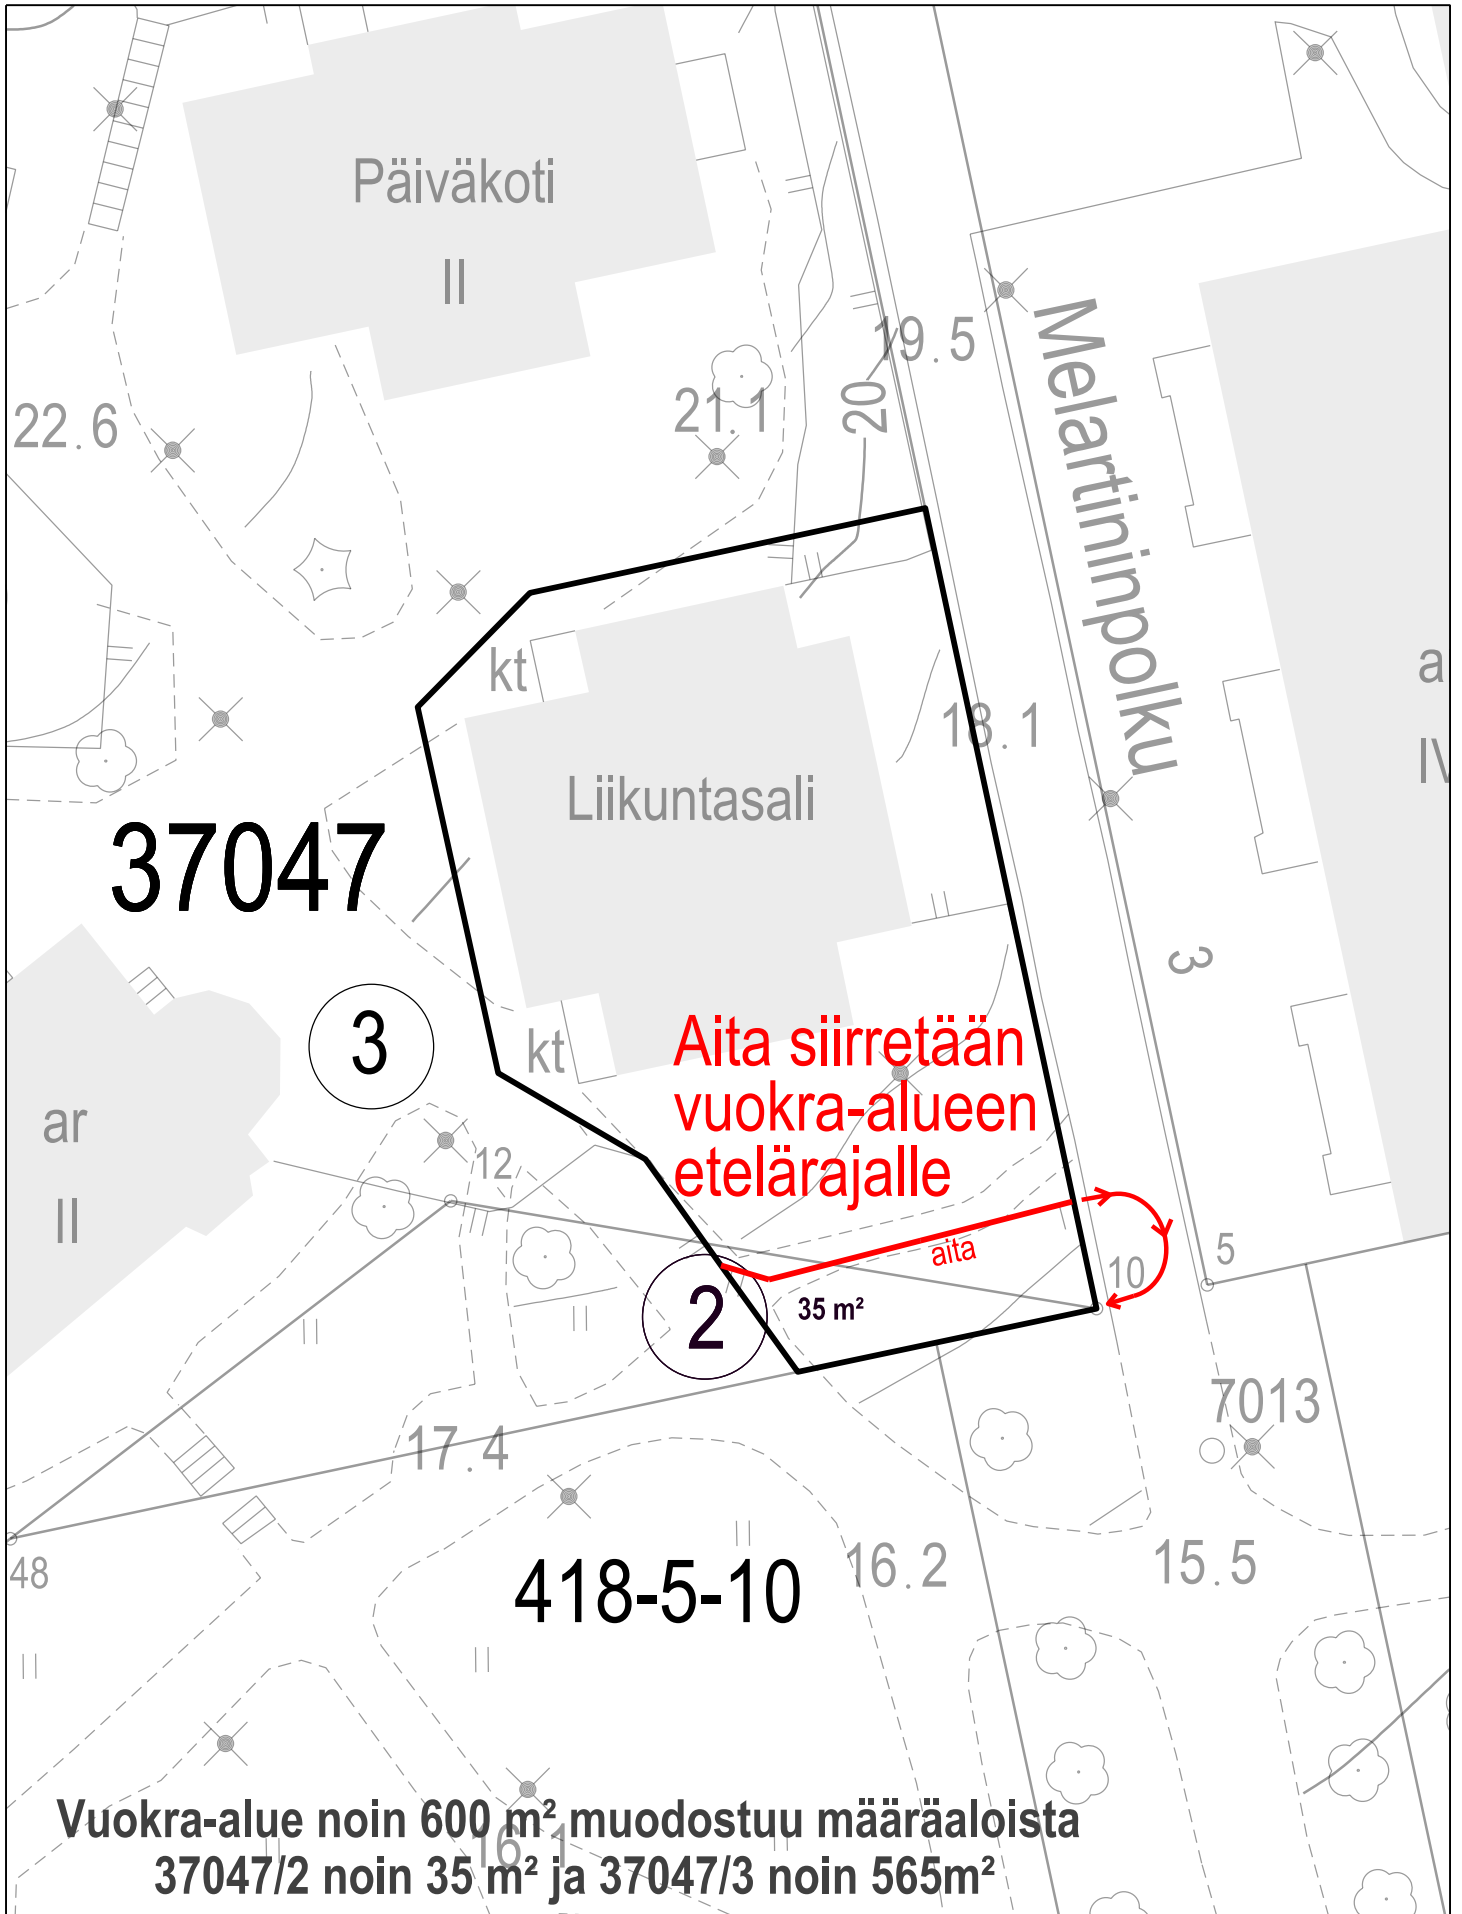 Päiväkoti
II
19.5
22.6
21.1
20
Melartininpolku
kt
18.1
a
Liikuntasali
37047
3
3
Aita siirretään
vuokra-alueen
etelärajalle
kt
ar
II
12
aita
5
10
35 m²
2
7013
17.4
16.2
15.5
48
418-5-10
Vuokra-alue noin 600 m² muodostuu määräaloista
16.1
37047/2 noin 35 m² ja 37047/3 noin 565m²